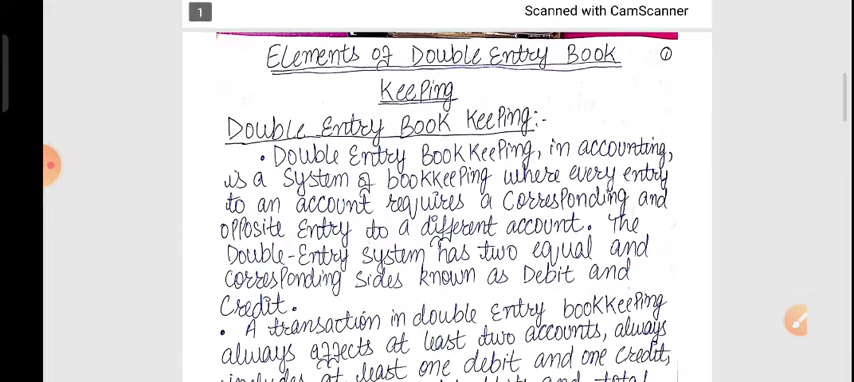 1
Scanned with CamScanner
Elements of Double Entry Book
①
Keeping
Double Entry Book Keeping:-
• Double Entry Bookkeeping, in accounting,
is a System of bookkeeping where every entry
to an account requires a corresponding and
opposite Entry to a different account. The
Double-Entry system has two equal and
corresponding sides known as Debit and
Credit.
• A transaction in double Entry bookkeeping
always affects at least two accounts, always
includes at least one debit and one credit,
and total